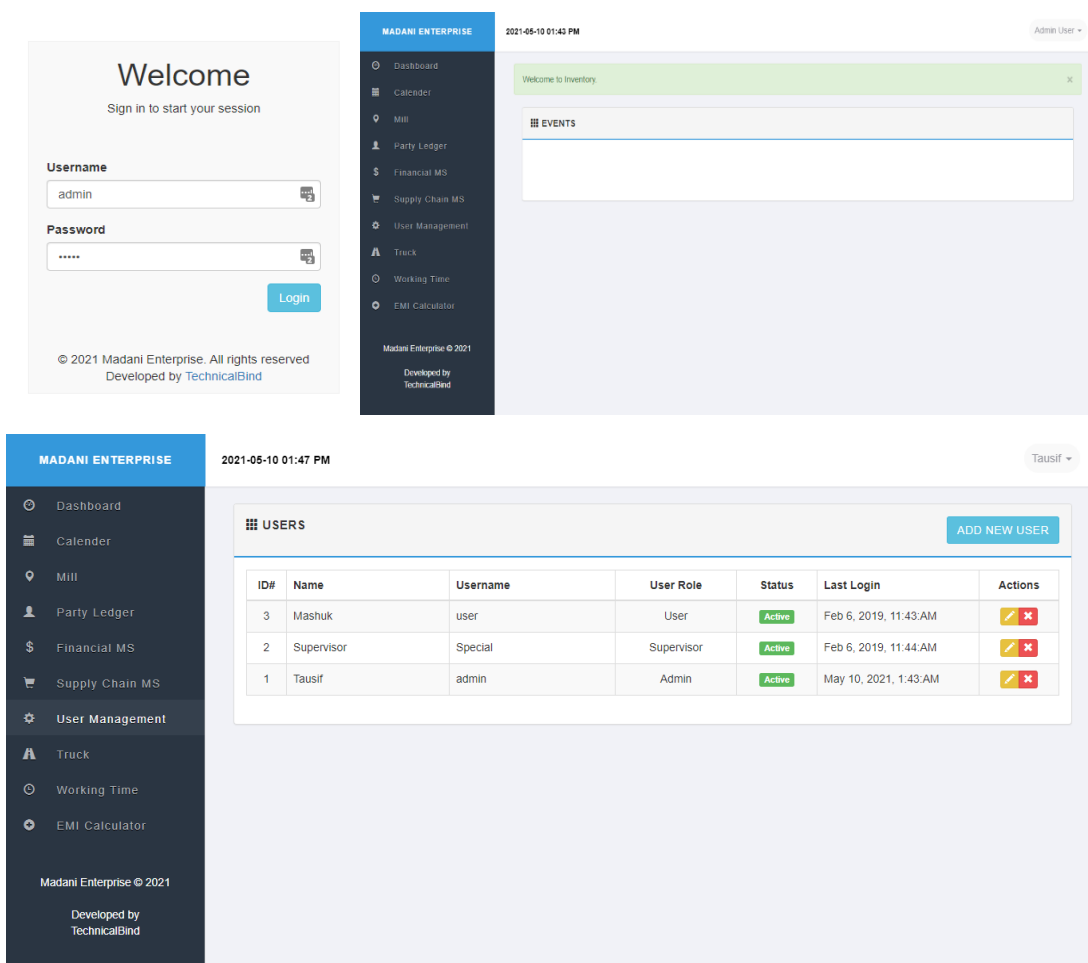 Welcome
Sign in to start your session
Username
admin
Password
•••••
Login
© 2021 Madani Enterprise. All rights reserved
Developed by TechnicalBind
MADANI ENTERPRISE
2021-05-10 01:43 PM
Admin User
Dashboard
Calender
Mill
Party Ledger
Financial MS
Supply Chain MS
User Management
Truck
Working Time
EMI Calculator
Madani Enterprise © 2021
Developed by
TechnicalBind
Welcome to Inventory.
x
EVENTS
MADANI ENTERPRISE
2021-05-10 01:47 PM
Tausif
Dashboard
Calender
Mill
Party Ledger
Financial MS
Supply Chain MS
User Management
Truck
Working Time
EMI Calculator
Madani Enterprise © 2021
Developed by
TechnicalBind
USERS
ADD NEW USER
ID# Name Username User Role Status Last Login Actions
3 Mashuk user User Active Feb 6, 2019, 11:43:AM
2 Supervisor Special Supervisor Active Feb 6, 2019, 11:44:AM
1 Tausif admin Admin Active May 10, 2021, 1:43:AM